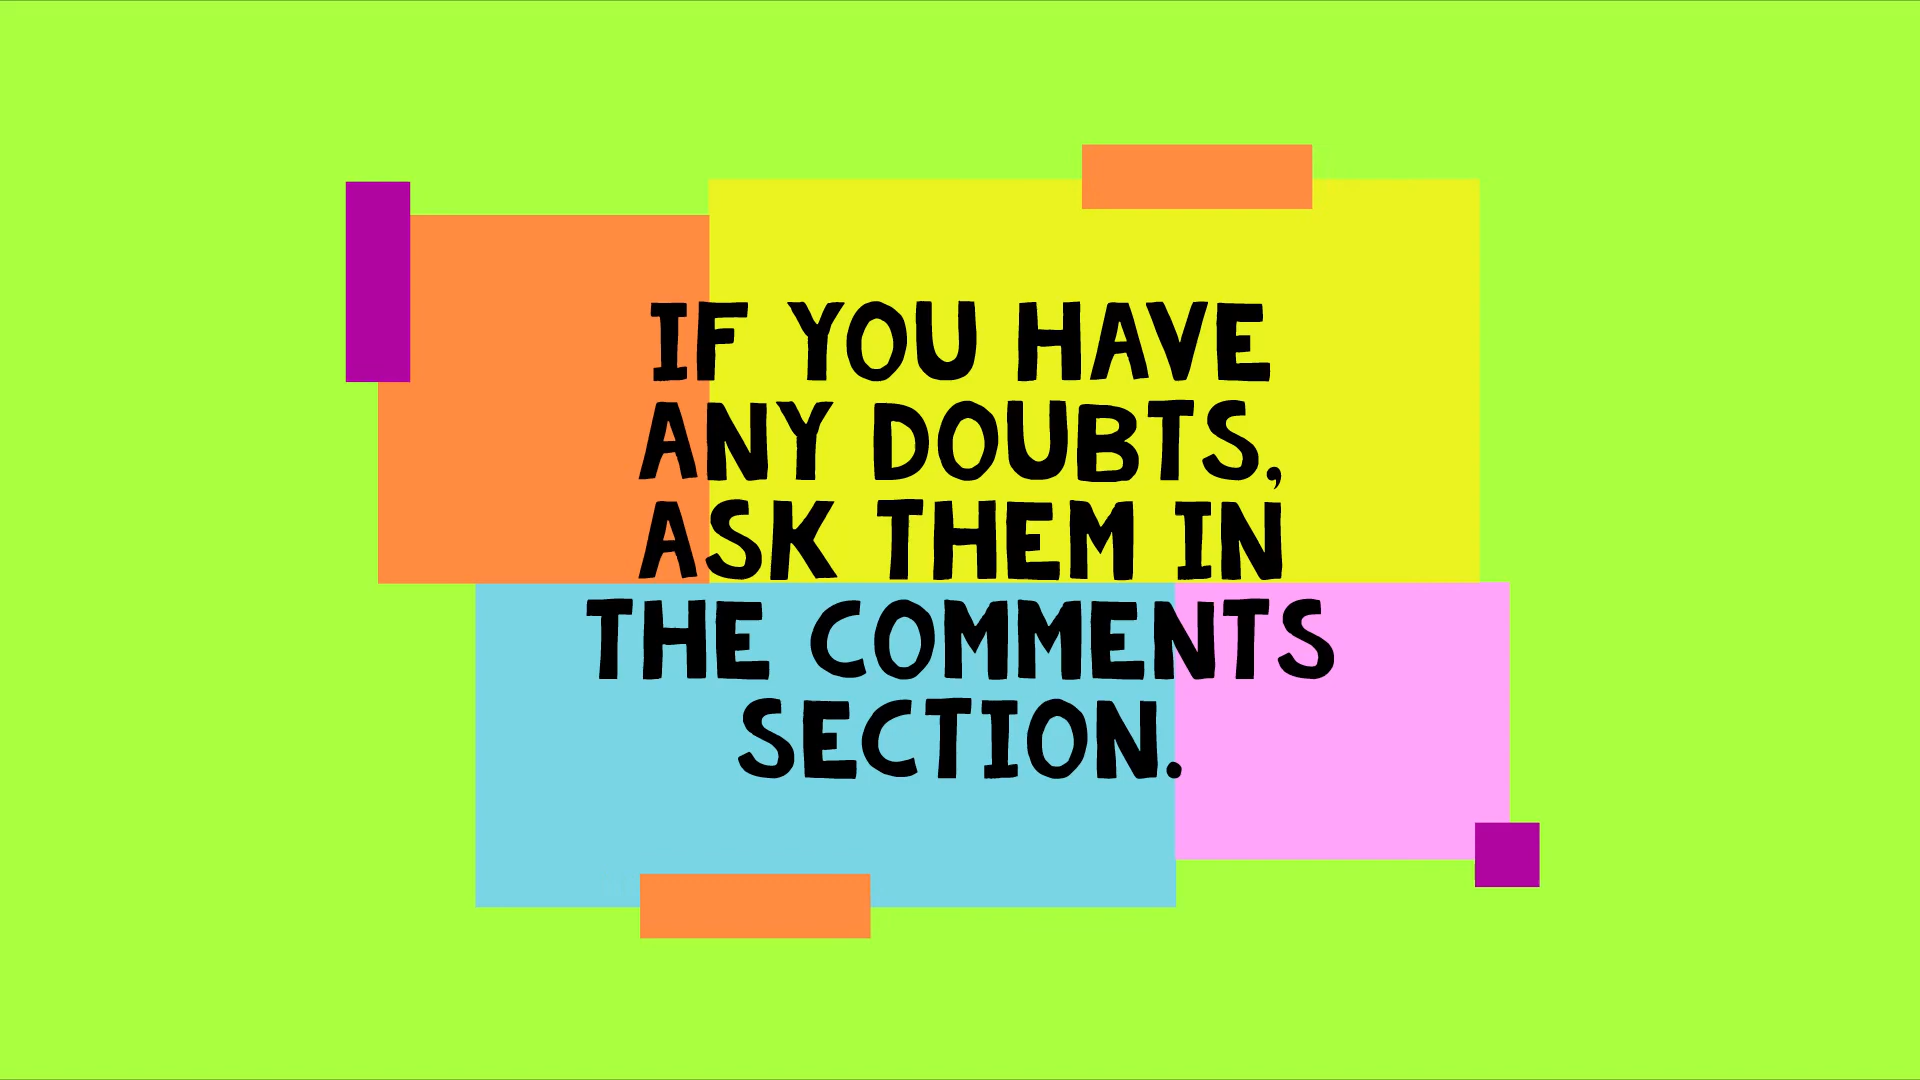 IF YOU HAVE
ANY DOUBTS,
ASK THEM IN
THE COMMENTS
SECTION.